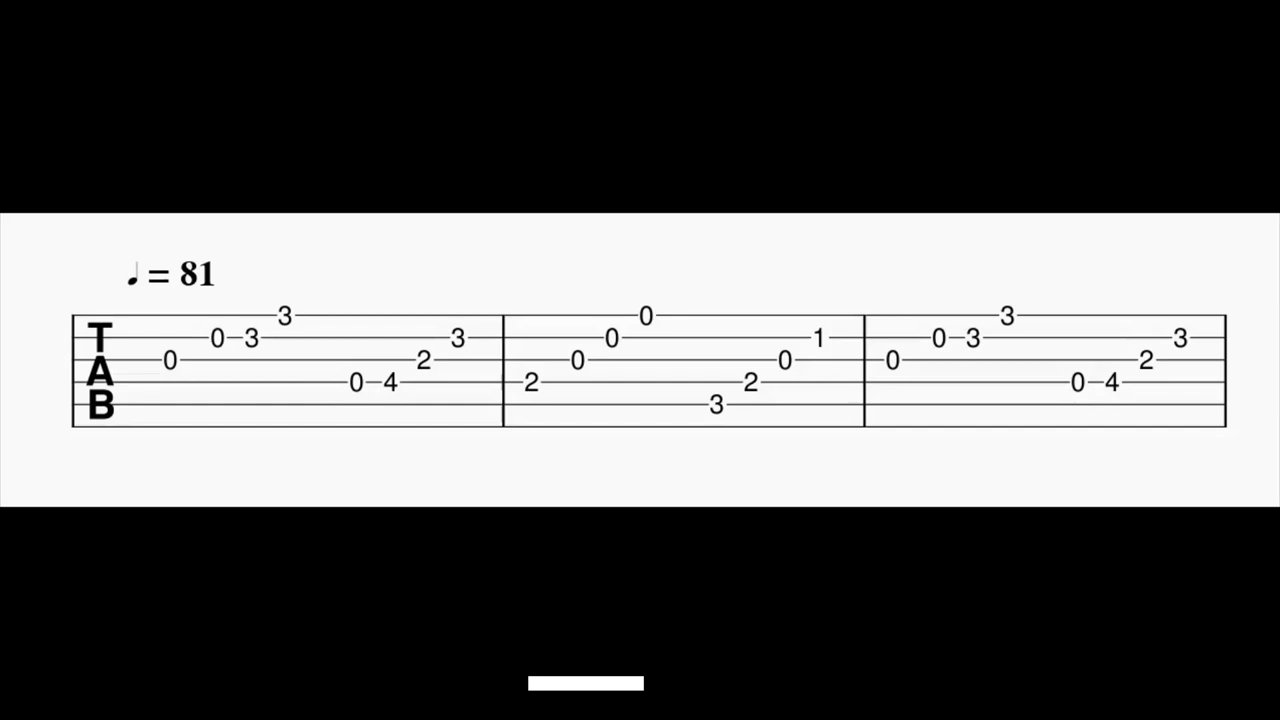 ♩ = 81
3 0 3
T 0 3 3 0 1 0 3 3
A 0 2 0 0 0 2
B 0 4 2 2 0 4
3